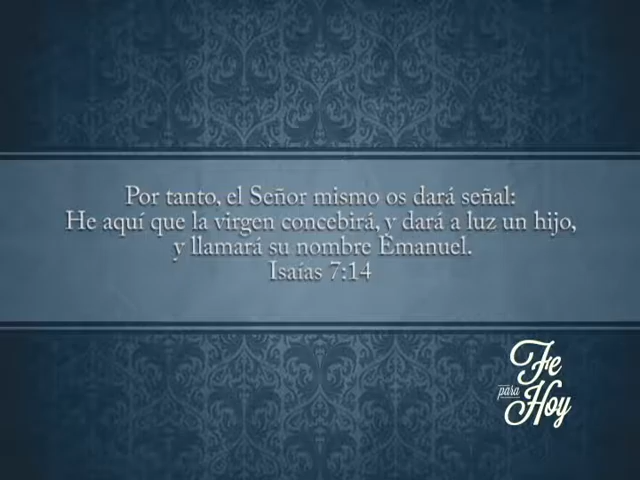 Por tanto, el Señor mismo os dará señal:
He aquí que la virgen concebirá, y dará a luz un hijo,
y llamará su nombre Emanuel.
Isaías 7:14
Fe
para
Hoy